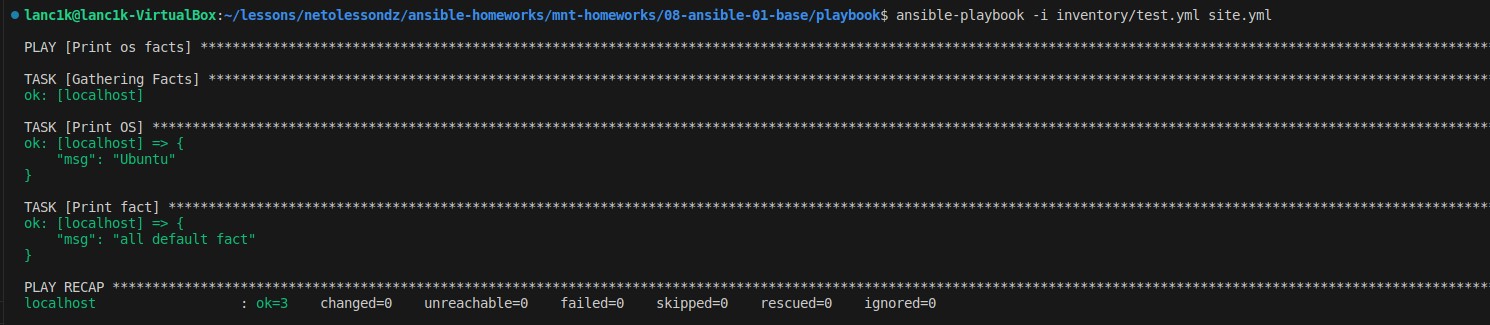 lanc1k@lanc1k-VirtualBox:~/lessons/netolessondz/ansible-homeworks/mnt-homeworks/08-ansible-01-base/playbook$ ansible-playbook -i inventory/test.yml site.yml
PLAY [Print os facts] ****************************************************************************************************************************************************************
TASK [Gathering Facts] ***************************************************************************************************************************************************************
ok: [localhost]
TASK [Print OS] **********************************************************************************************************************************************************************
ok: [localhost] => {
    "msg": "Ubuntu"
}
TASK [Print fact] ********************************************************************************************************************************************************************
ok: [localhost] => {
    "msg": "all default fact"
}
PLAY RECAP ***************************************************************************************************************************************************************************
localhost                  : ok=3    changed=0    unreachable=0    failed=0    skipped=0    rescued=0    ignored=0